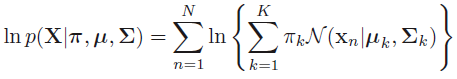 ln p(X|π, μ, Σ) = ∑_{n=1}^{N} ln { ∑_{k=1}^{K} π_k 𝒩(x_n|μ_k, Σ_k) }